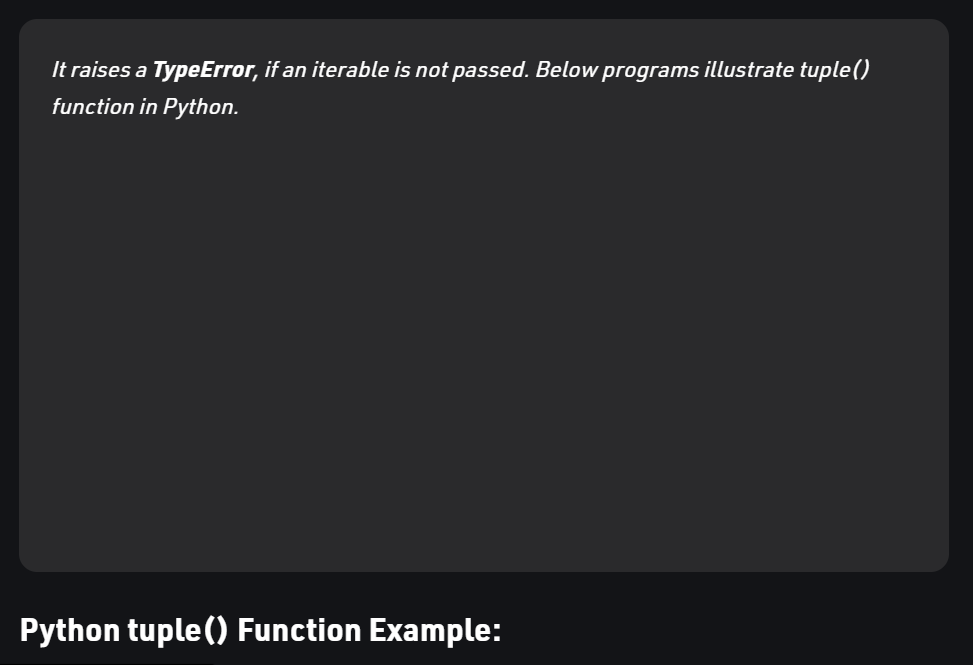 It raises a TypeError, if an iterable is not passed. Below programs illustrate tuple()
function in Python.
Python tuple() Function Example: